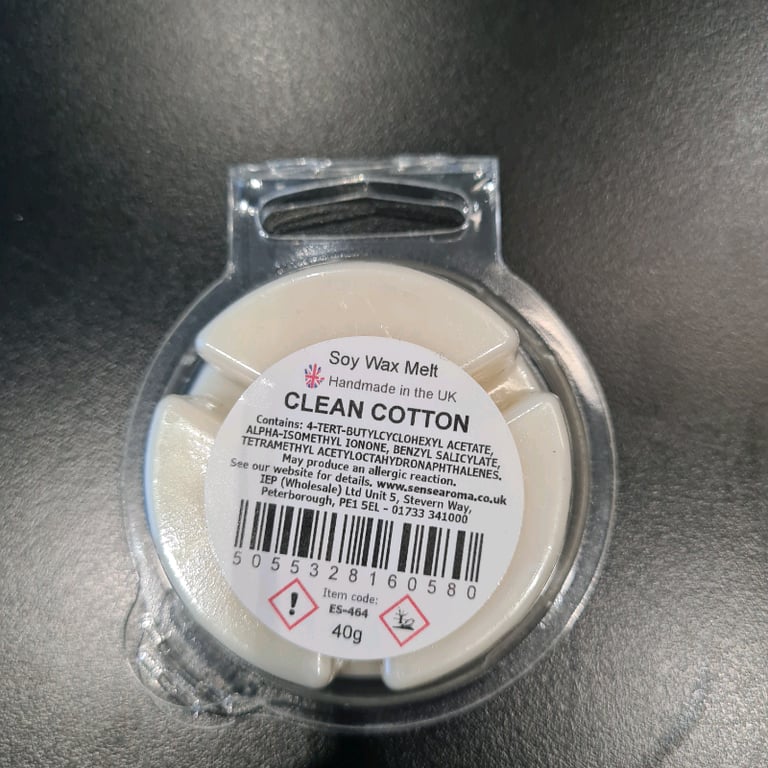 Soy Wax Melt
Handmade in the UK
CLEAN COTTON
Contains: 4-TERT-BUTYLCYCLOHEXYL ACETATE,
ALPHA-ISOMETHYL IONONE, BENZYL SALICYLATE,
TETRAMETHYL ACETYLOCTAHYDRONAPHTHALENES.
May produce an allergic reaction.
See our website for details. www.sensearoma.co.uk
IEP (Wholesale) Ltd Unit 5, Stevern Way,
Peterborough, PE1 5EL - 01733 341000
5055328160580
Item code:
ES-464
40g